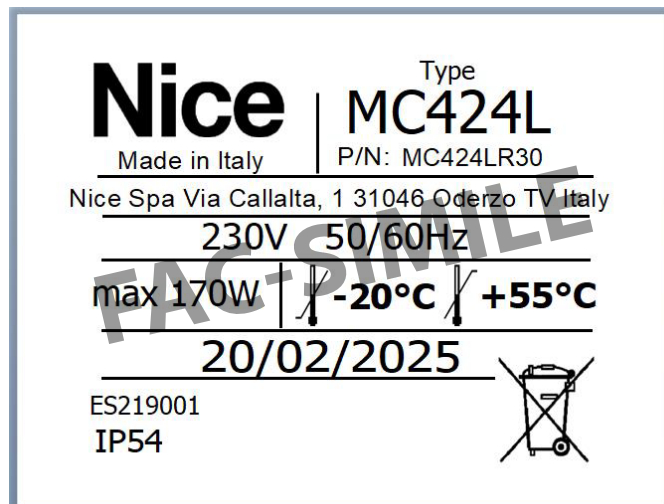 Nice
Made in Italy
Type
MC424L
P/N: MC424LR30
Nice Spa Via Callalta, 1 31046 Oderzo TV Italy
230V 50/60Hz
max 170W -20°C +55°C
FAC-SIMILE
20/02/2025
ES219001
IP54